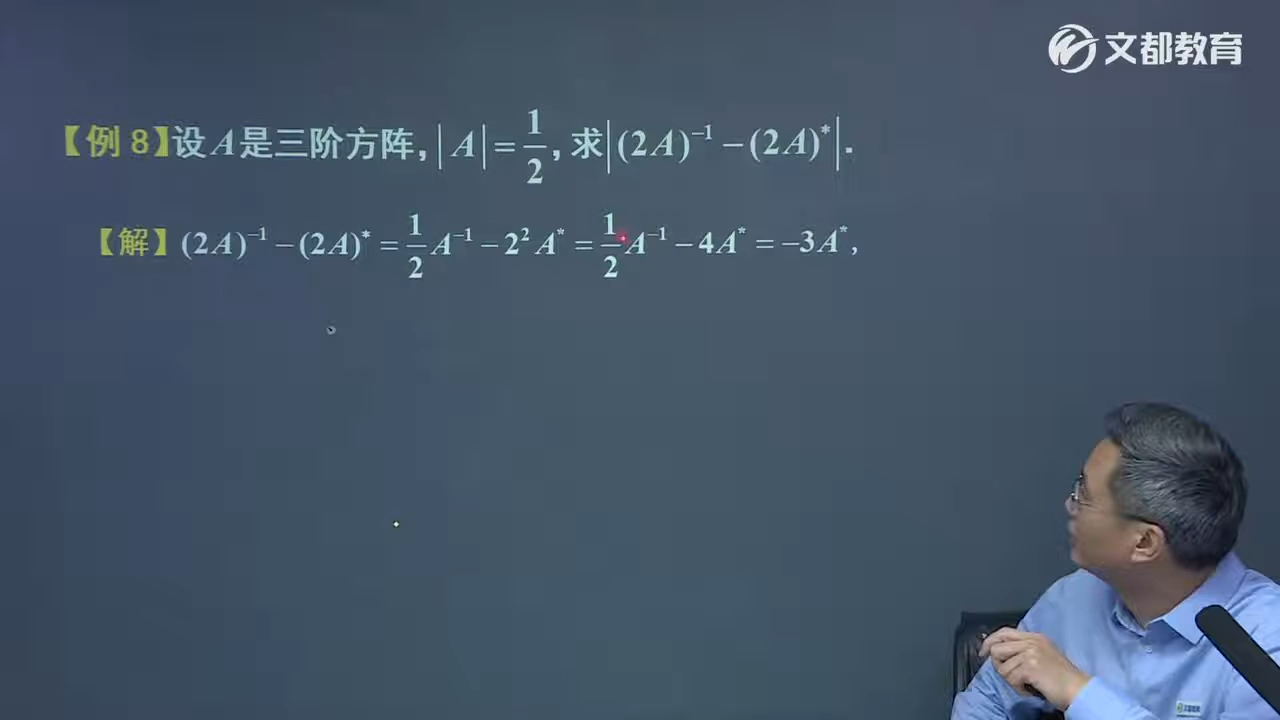 文都教育
【例 8】设 A 是三阶方阵, |A| = 1/2, 求 |(2A)⁻¹ − (2A)*|.
【解】(2A)⁻¹ − (2A)* = 1/2 A⁻¹ − 2² A* = 1/2 A⁻¹ − 4A* = −3A*,